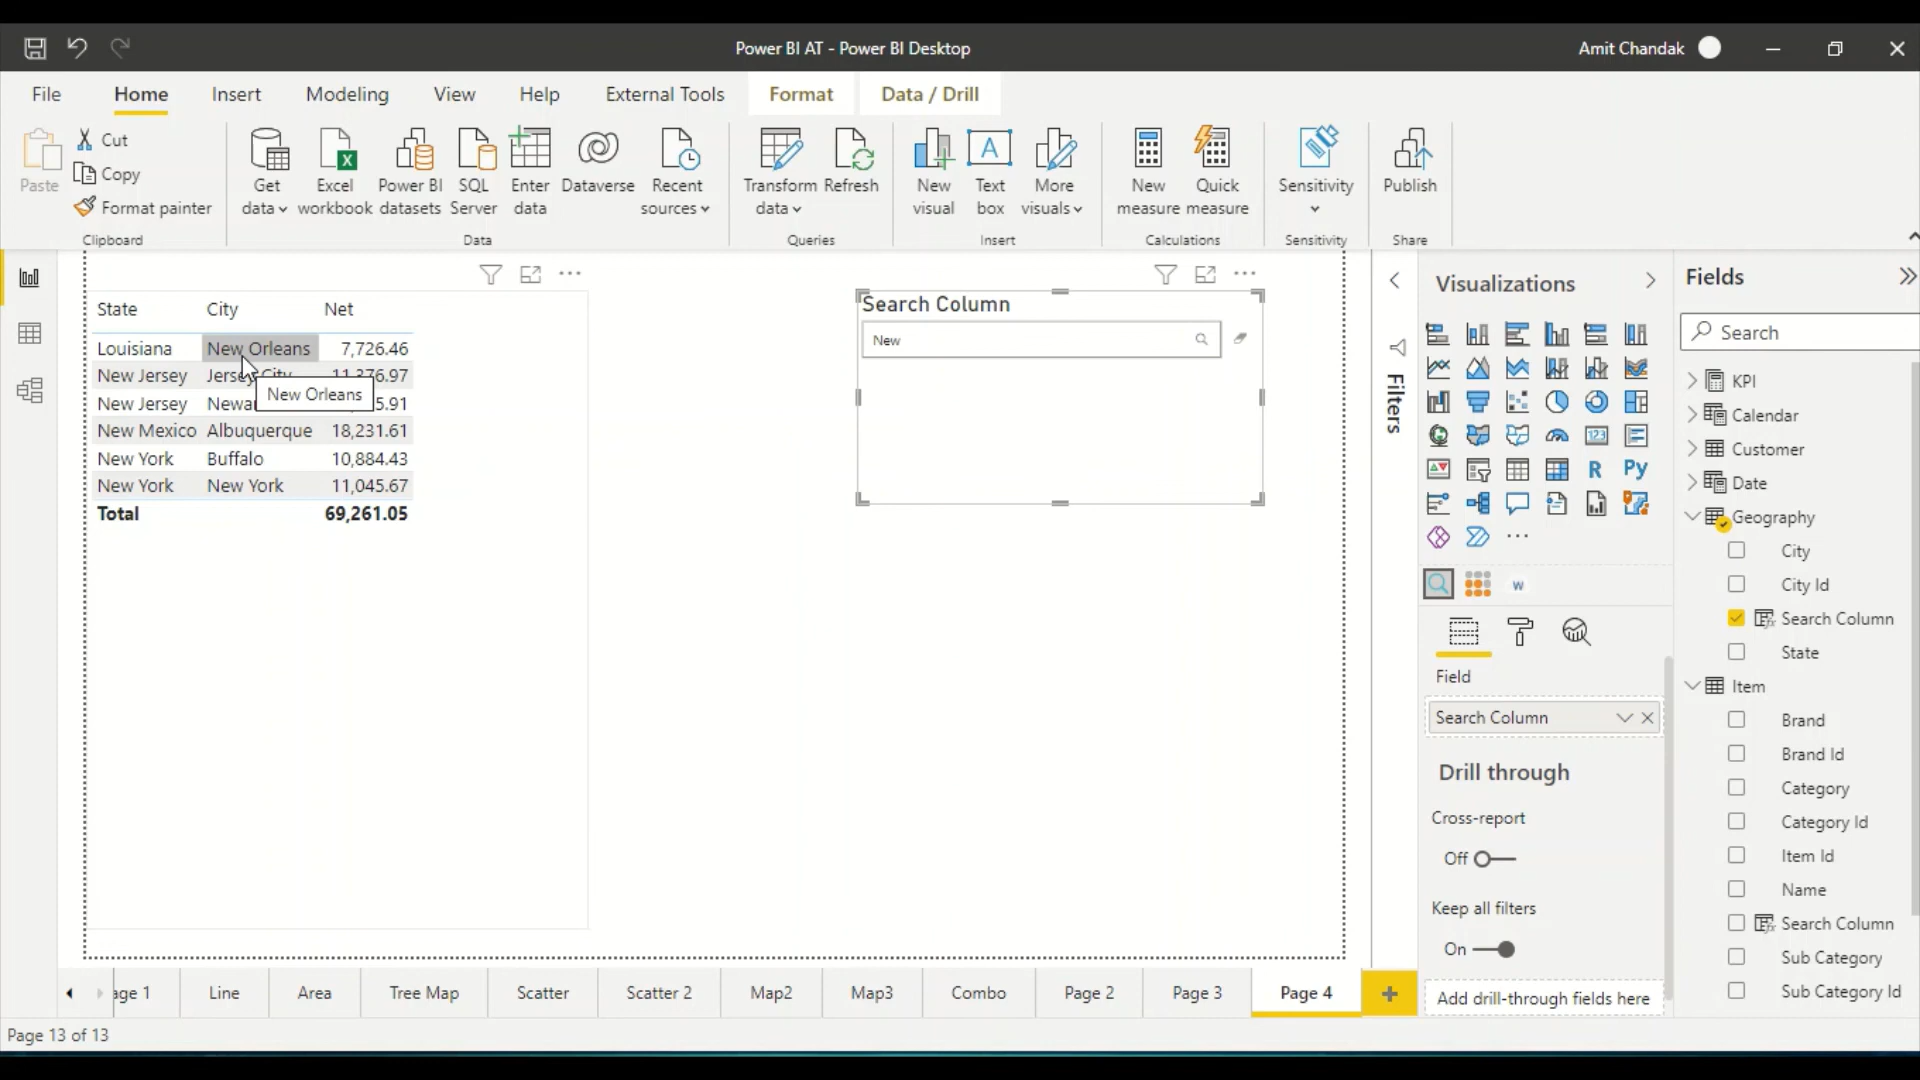 Power BI AT - Power BI Desktop
Amit Chandak
File Home Insert Modeling View Help External Tools Format Data / Drill
Paste
Cut
Copy
Format painter
Clipboard
Get data
Excel workbook
Power BI datasets
SQL Server
Enter data
Dataverse
Recent sources
Data
Transform data
Refresh
Queries
New visual
Text box
More visuals
Insert
New measure
Quick measure
Calculations
Sensitivity
Sensitivity
Publish
Share
State City Net
Louisiana New Orleans 7,726.46
New Jersey Jersey City
New Jersey
New Orleans
New Mexico Albuquerque 18,231.61
New York Buffalo 10,884.43
New York New York 11,045.67
Total 69,261.05
Search Column
New
Filters
Visualizations
R
Py
123
W
Field
Search Column
Drill through
Cross-report
Off
Keep all filters
On
Add drill-through fields here
Fields
Search
KPI
Calendar
Customer
Date
Geography
City
City Id
Search Column
State
Item
Brand
Brand Id
Category
Category Id
Item Id
Name
Search Column
Sub Category
Sub Category Id
age 1 Line Area Tree Map Scatter Scatter 2 Map2 Map3 Combo Page 2 Page 3 Page 4
Page 13 of 13